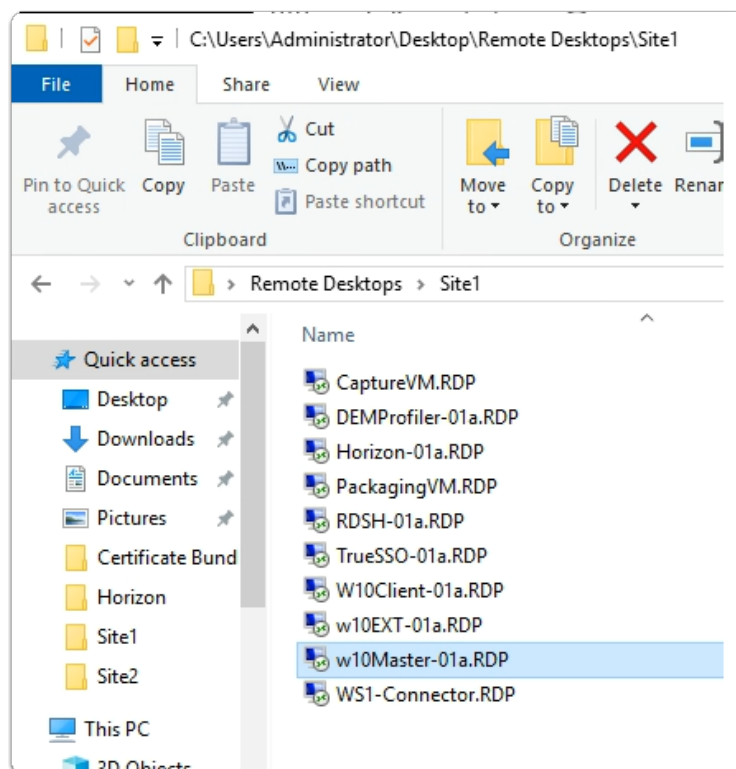 C:\Users\Administrator\Desktop\Remote Desktops\Site1
File Home Share View
Pin to Quick access
Copy
Paste
Cut
Copy path
Paste shortcut
Move to
Copy to
Delete
Clipboard
Organize
Remote Desktops > Site1
Name
Quick access
Desktop
Downloads
Documents
Pictures
Certificate Bund
Horizon
Site1
Site2
This PC
CaptureVM.RDP
DEMProfiler-01a.RDP
Horizon-01a.RDP
PackagingVM.RDP
RDSH-01a.RDP
TrueSSO-01a.RDP
W10Client-01a.RDP
w10EXT-01a.RDP
w10Master-01a.RDP
WS1-Connector.RDP